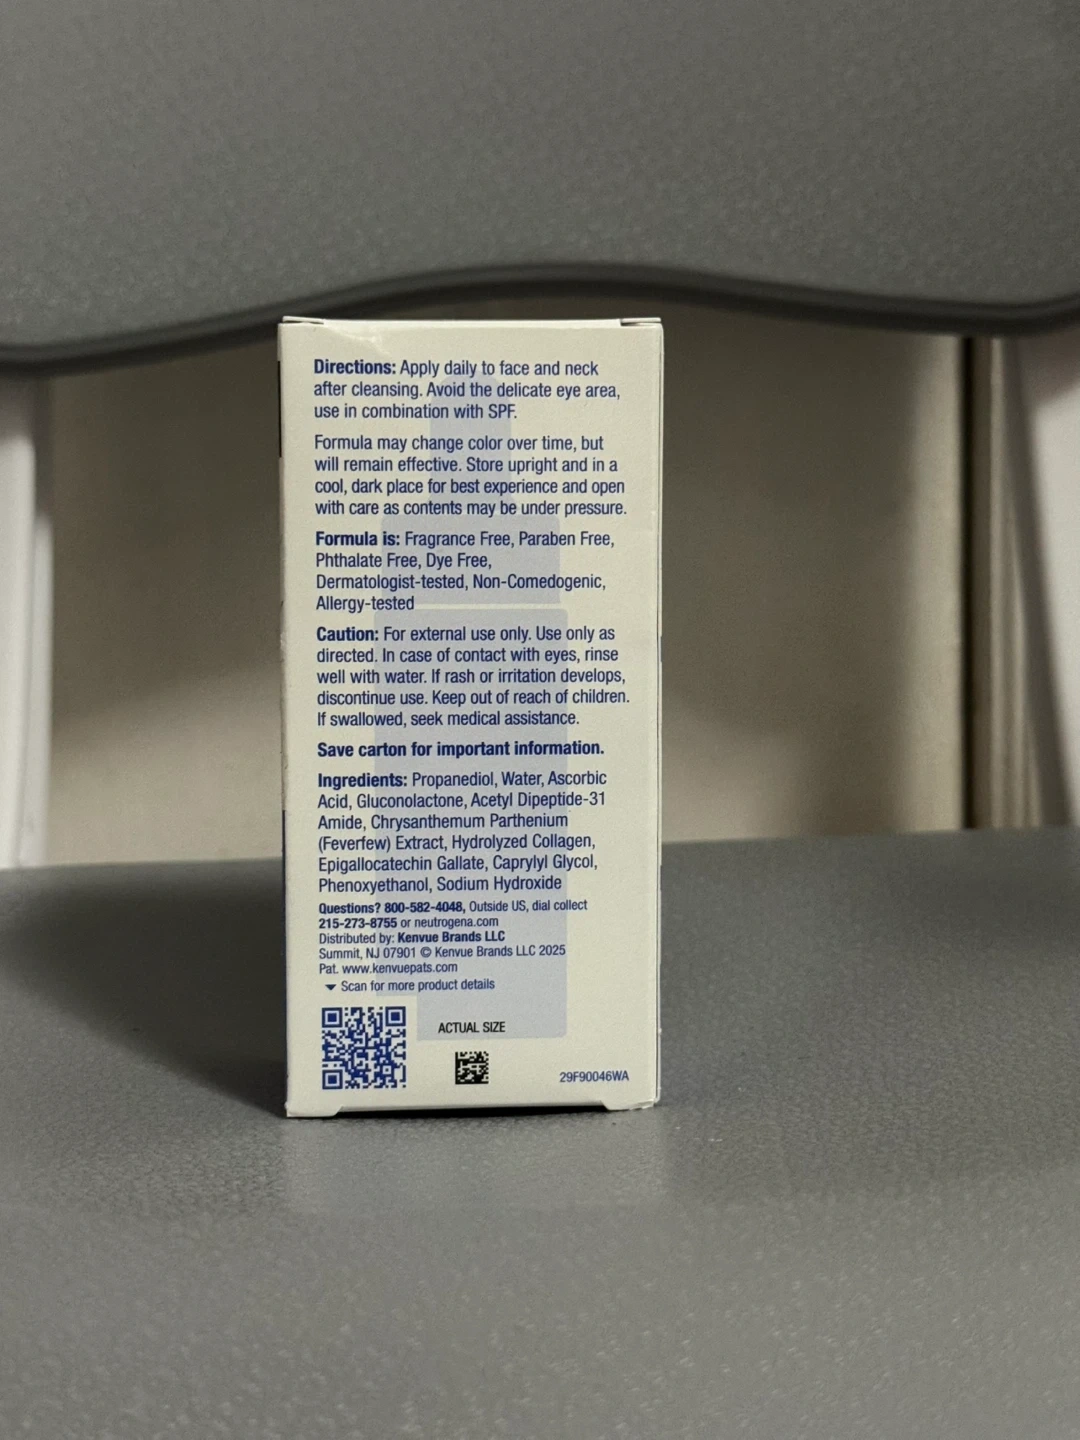 Directions: Apply daily to face and neck
after cleansing. Avoid the delicate eye area,
use in combination with SPF.
Formula may change color over time, but
will remain effective. Store upright and in a
cool, dark place for best experience and open
with care as contents may be under pressure.
Formula is: Fragrance Free, Paraben Free,
Phthalate Free, Dye Free,
Dermatologist-tested, Non-Comedogenic,
Allergy-tested
Caution: For external use only. Use only as
directed. In case of contact with eyes, rinse
well with water. If rash or irritation develops,
discontinue use. Keep out of reach of children.
If swallowed, seek medical assistance.
Save carton for important information.
Ingredients: Propanediol, Water, Ascorbic
Acid, Gluconolactone, Acetyl Dipeptide-31
Amide, Chrysanthemum Parthenium
(Feverfew) Extract, Hydrolyzed Collagen,
Epigallocatechin Gallate, Caprylyl Glycol,
Phenoxyethanol, Sodium Hydroxide
Questions? 800-582-4048, Outside US, dial collect
215-273-8755 or neutrogena.com
Distributed by: Kenvue Brands LLC
Summit, NJ 07901 © Kenvue Brands LLC 2025
Pat. www.kenvuepats.com
Scan for more product details
ACTUAL SIZE
29F90046WA